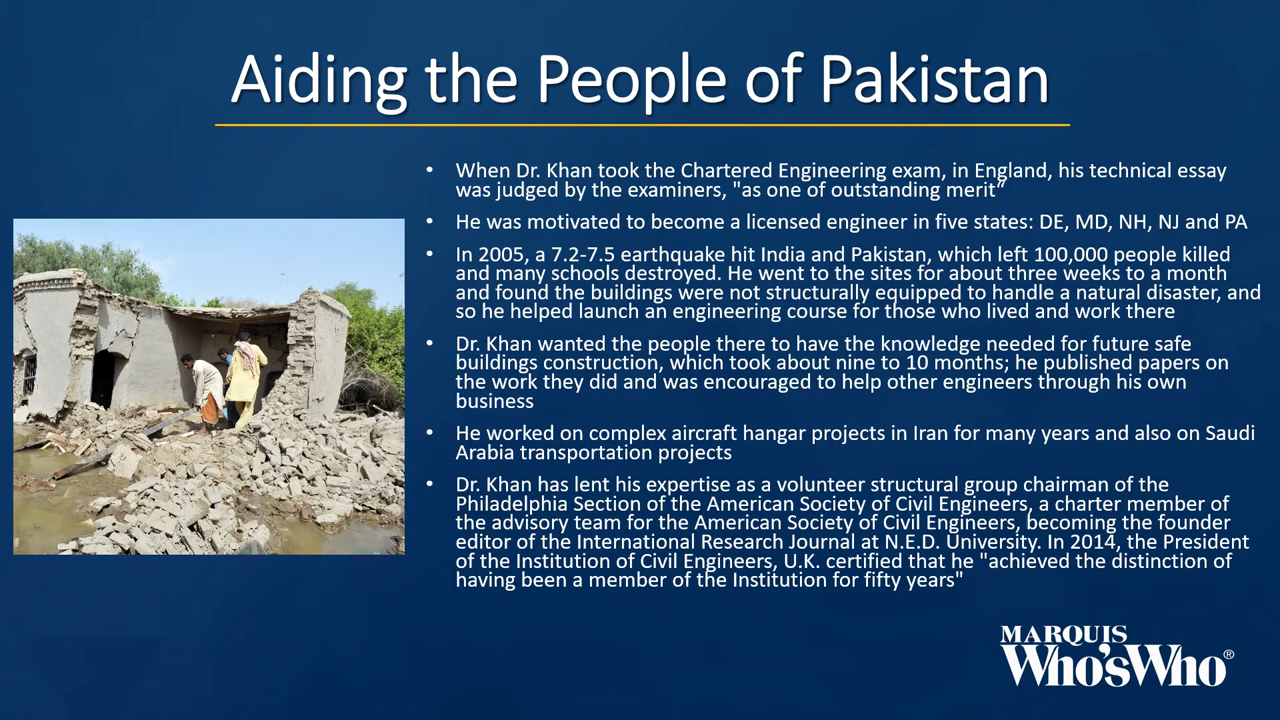 Aiding the People of Pakistan
• When Dr. Khan took the Chartered Engineering exam, in England, his technical essay
was judged by the examiners, "as one of outstanding merit“
• He was motivated to become a licensed engineer in five states: DE, MD, NH, NJ and PA
• In 2005, a 7.2-7.5 earthquake hit India and Pakistan, which left 100,000 people killed
and many schools destroyed. He went to the sites for about three weeks to a month
and found the buildings were not structurally equipped to handle a natural disaster, and
so he helped launch an engineering course for those who lived and work there
• Dr. Khan wanted the people there to have the knowledge needed for future safe
buildings construction, which took about nine to 10 months; he published papers on
the work they did and was encouraged to help other engineers through his own
business
• He worked on complex aircraft hangar projects in Iran for many years and also on Saudi
Arabia transportation projects
• Dr. Khan has lent his expertise as a volunteer structural group chairman of the
Philadelphia Section of the American Society of Civil Engineers, a charter member of
the advisory team for the American Society of Civil Engineers, becoming the founder
editor of the International Research Journal at N.E.D. University. In 2014, the President
of the Institution of Civil Engineers, U.K. certified that he "achieved the distinction of
having been a member of the Institution for fifty years"
MARQUIS
Who'sWho®